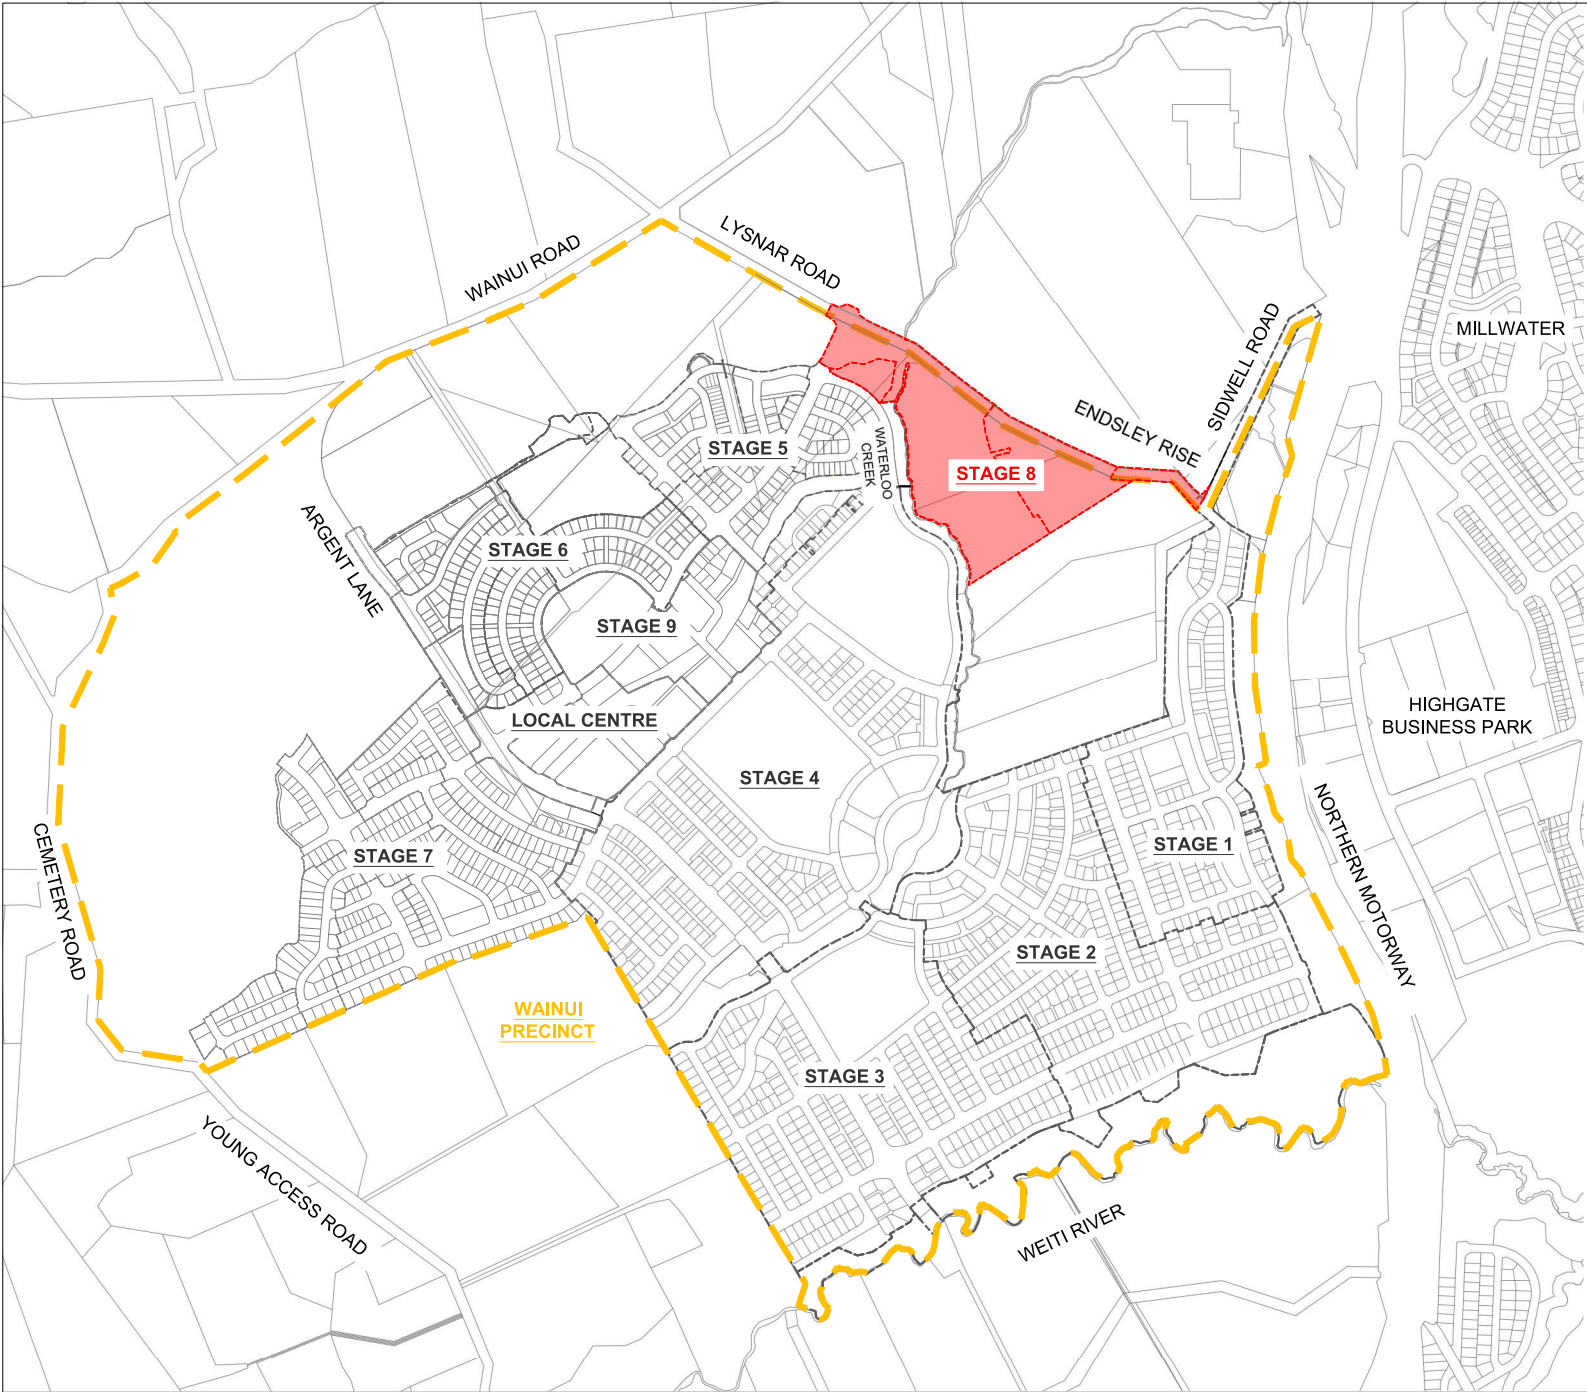 LYSNAR ROAD
WAINUI ROAD
SIDWELL ROAD
MILLWATER
ENDSLEY RISE
STAGE 5
WATERLOO
CREEK
STAGE 8
ARGENT LANE
STAGE 6
STAGE 9
LOCAL CENTRE
HIGHGATE
BUSINESS PARK
STAGE 4
NORTHERN MOTORWAY
CEMETERY ROAD
STAGE 7
STAGE 1
STAGE 2
WAINUI
PRECINCT
STAGE 3
YOUNG ACCESS ROAD
WEITI RIVER